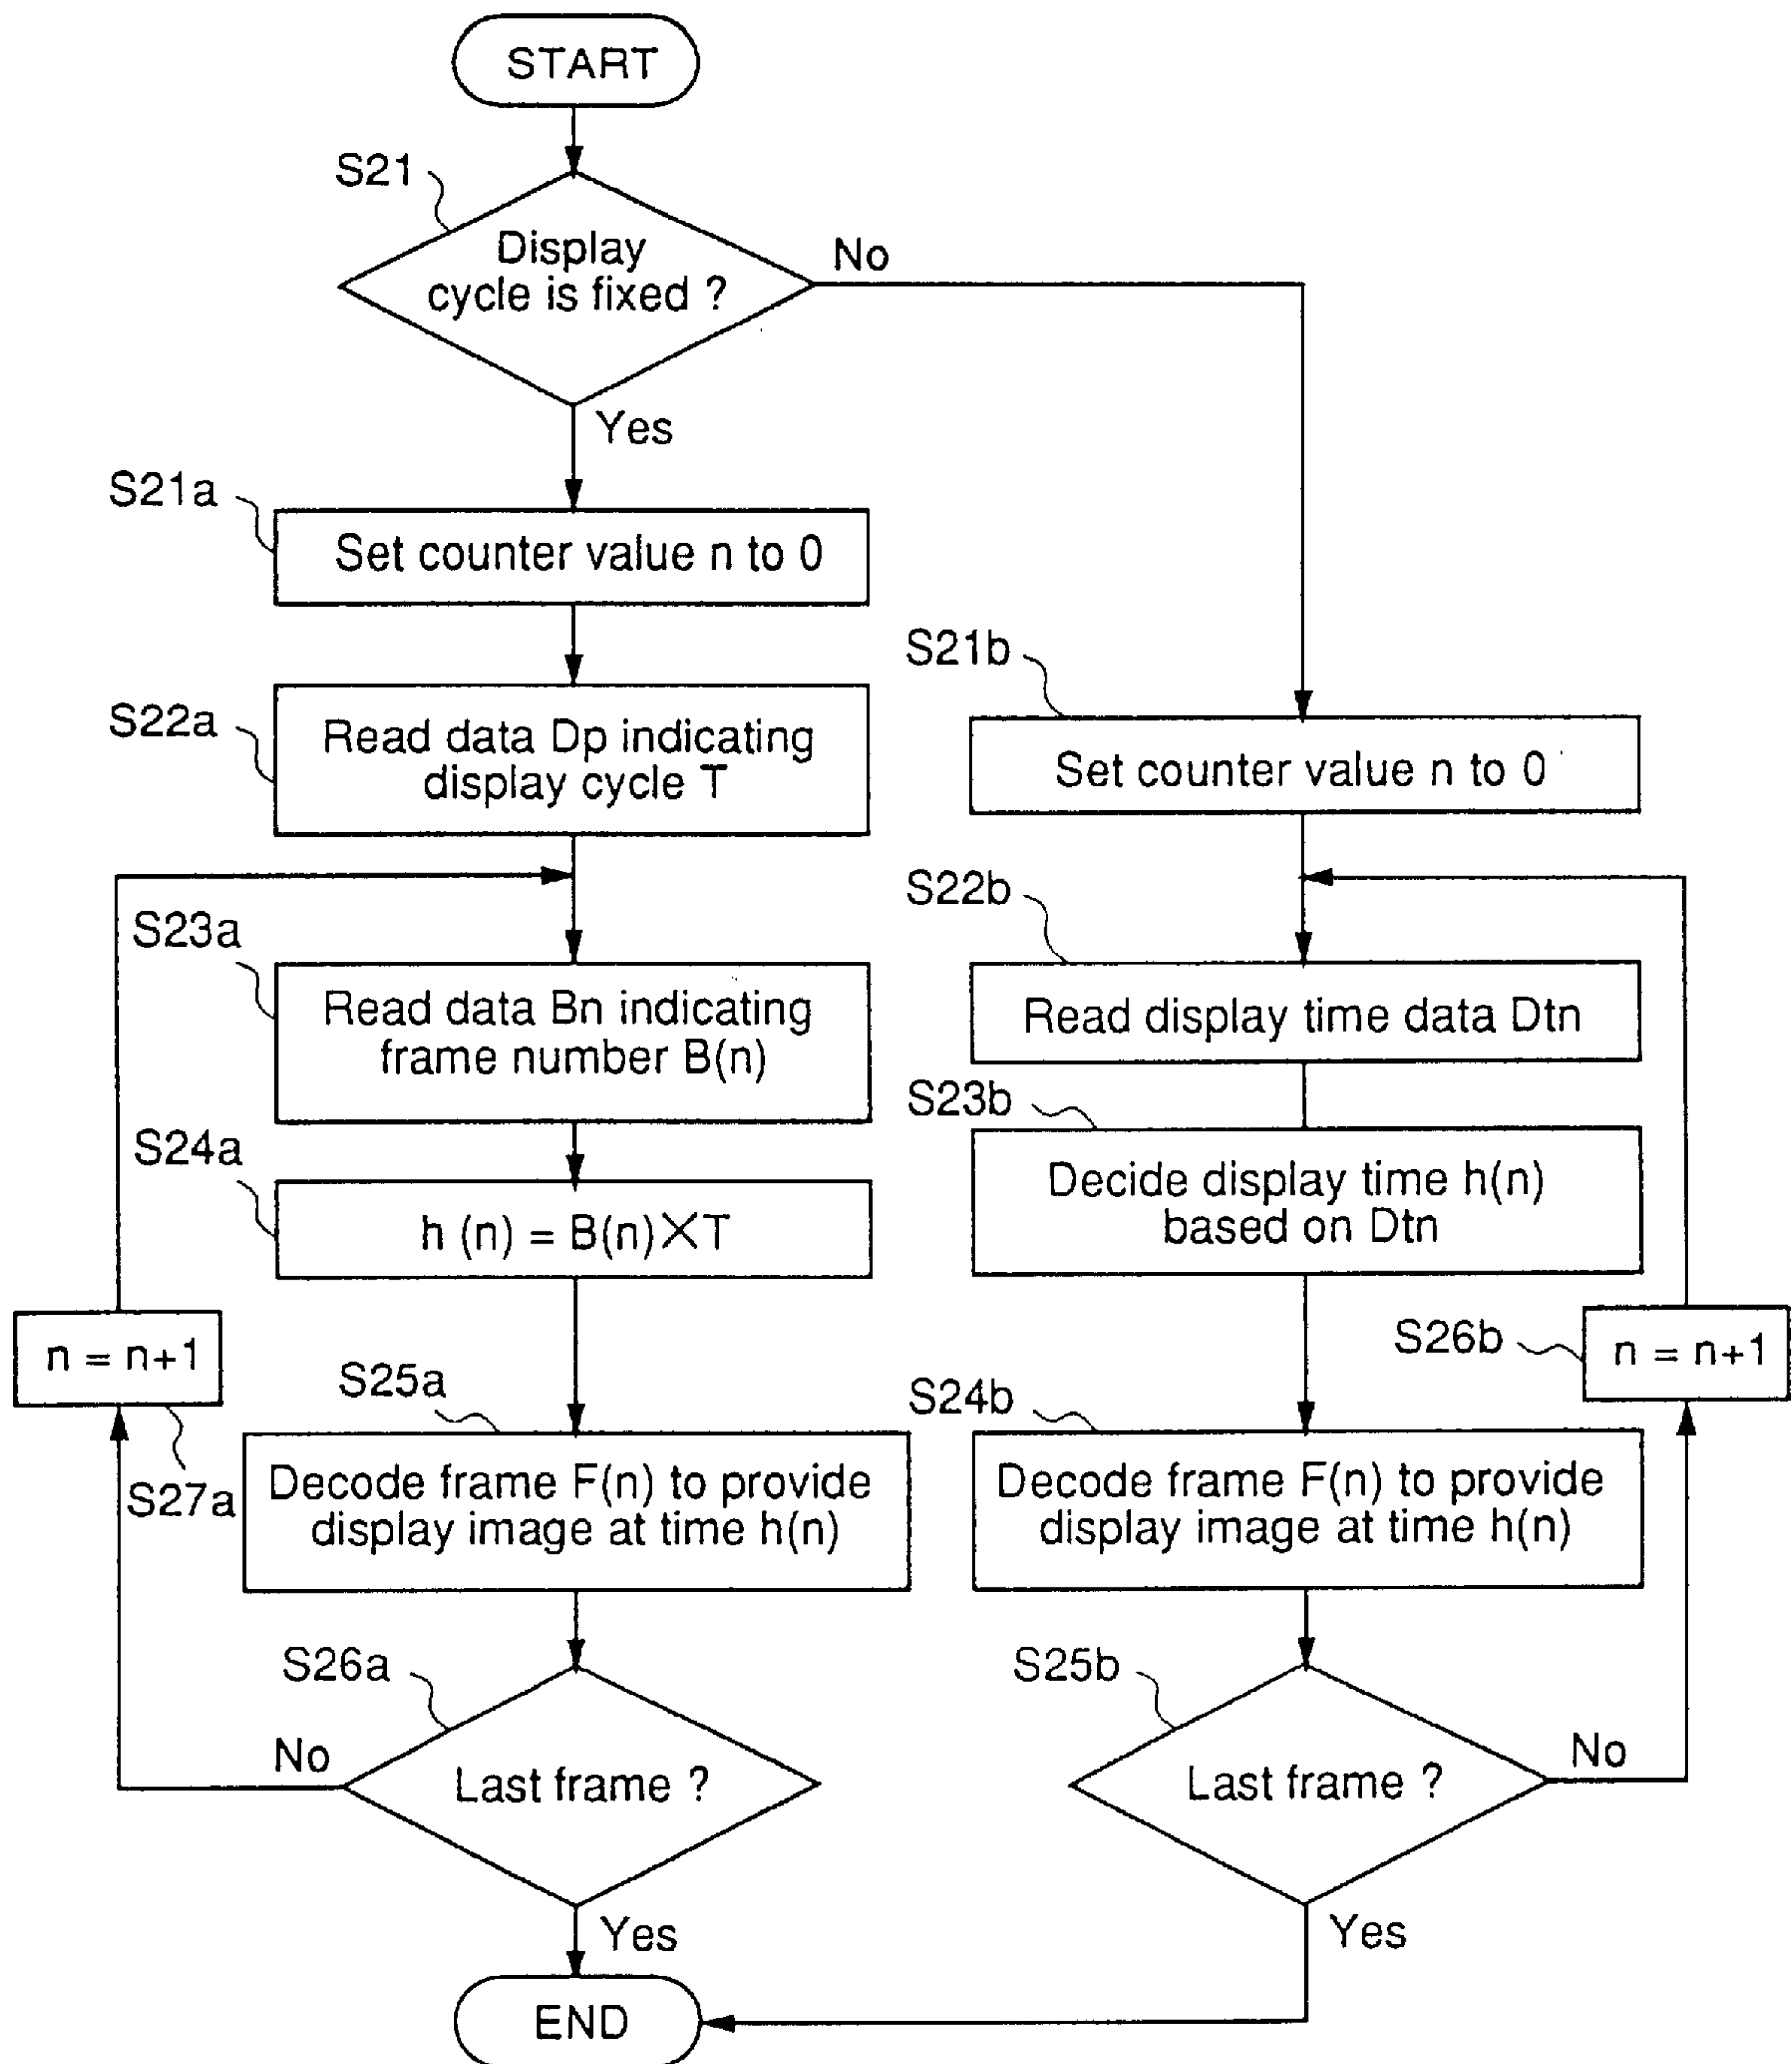 START
S21
Display
cycle is fixed ?
No
Yes
S21a
Set counter value n to 0
S22a
Read data Dp indicating
display cycle T
S23a
Read data Bn indicating
frame number B(n)
S24a
h (n) = B(n)×T
n = n+1
S27a
S25a
Decode frame F(n) to provide
display image at time h(n)
S26a
Last frame ?
No
Yes
S21b
Set counter value n to 0
S22b
Read display time data Dtn
S23b
Decide display time h(n)
based on Dtn
S26b
n = n+1
S24b
Decode frame F(n) to provide
display image at time h(n)
S25b
Last frame ?
No
Yes
END